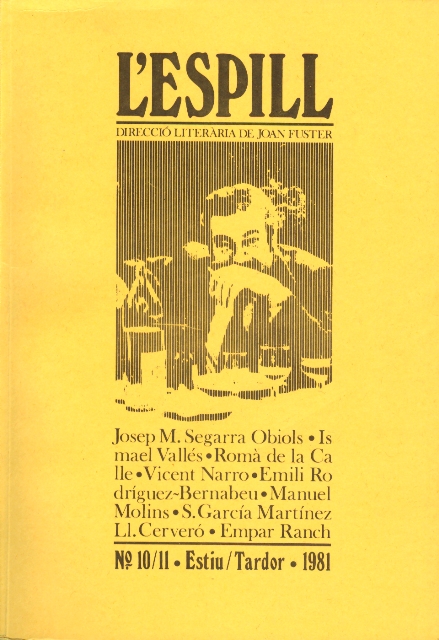 L'ESPILL
DIRECCIÓ LITERÀRIA DE JOAN FUSTER
Josep M. Segarra Obiols • Is
mael Vallés • Romà de la Ca
lle • Vicent Narro • Emili Ro
dríguez~Bernabeu • Manuel
Molins • S. García Martínez
Ll. Cerveró • Empar Ranch
Nº 10/11 • Estiu/Tardor • 1981